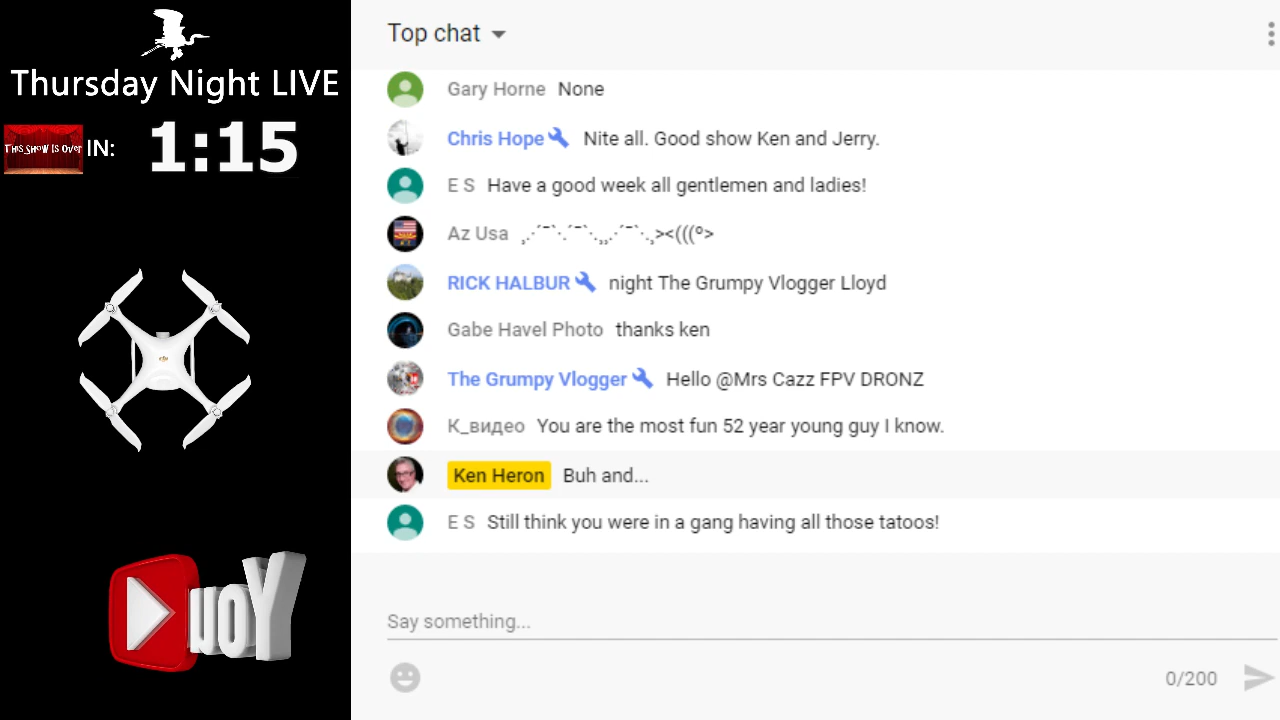 Thursday Night LIVE
THIS SHOW IS OVER IN: 1:15
You
Top chat
Gary Horne None
Chris Hope Nite all. Good show Ken and Jerry.
E S Have a good week all gentlemen and ladies!
Az Usa ¸.·´¯`·.´¯`·.¸¸.·´¯`·.¸><(((º>
RICK HALBUR night The Grumpy Vlogger Lloyd
Gabe Havel Photo thanks ken
The Grumpy Vlogger Hello @Mrs Cazz FPV DRONZ
К_видео You are the most fun 52 year young guy I know.
Ken Heron Buh and...
E S Still think you were in a gang having all those tatoos!
Say something...
0/200